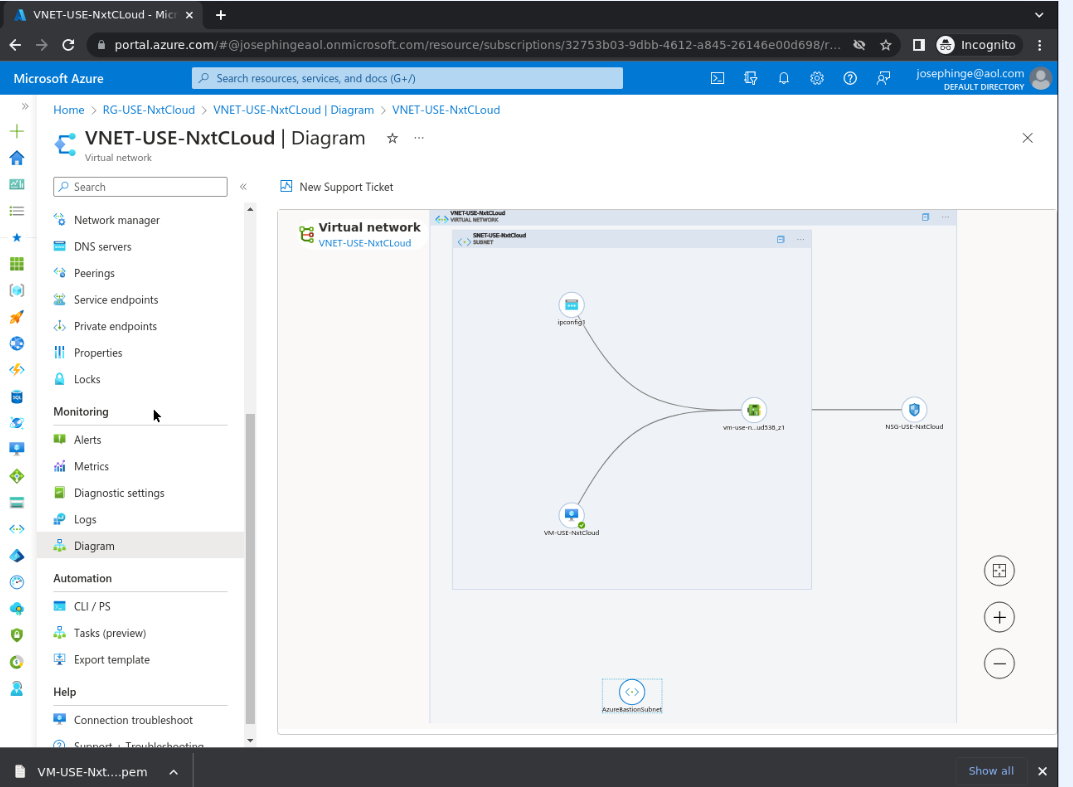 VNET-USE-NxtCLoud - Micr
portal.azure.com/#@josephingeaol.onmicrosoft.com/resource/subscriptions/32753b03-9dbb-4612-a845-26146e00d698/r...
Incognito
Microsoft Azure
Search resources, services, and docs (G+/)
josephinge@aol.com
DEFAULT DIRECTORY
Home > RG-USE-NxtCloud > VNET-USE-NxtCLoud | Diagram > VNET-USE-NxtCLoud
VNET-USE-NxtCLoud | Diagram
Virtual network
Search
New Support Ticket
Network manager
DNS servers
Peerings
Service endpoints
Private endpoints
Properties
Locks
Monitoring
Alerts
Metrics
Diagnostic settings
Logs
Diagram
Automation
CLI / PS
Tasks (preview)
Export template
Help
Connection troubleshoot
Support + Troubleshooting
Virtual network
VNET-USE-NxtCLoud
VNET-USE-NxtCLoud
VIRTUAL NETWORK
SNET-USE-NxtCloud
SUBNET
ipconfig1
vm-use-n...ud538_z1
NSG-USE-NxtCloud
VM-USE-NxtCloud
AzureBastionSubnet
VM-USE-Nxt....pem
Show all